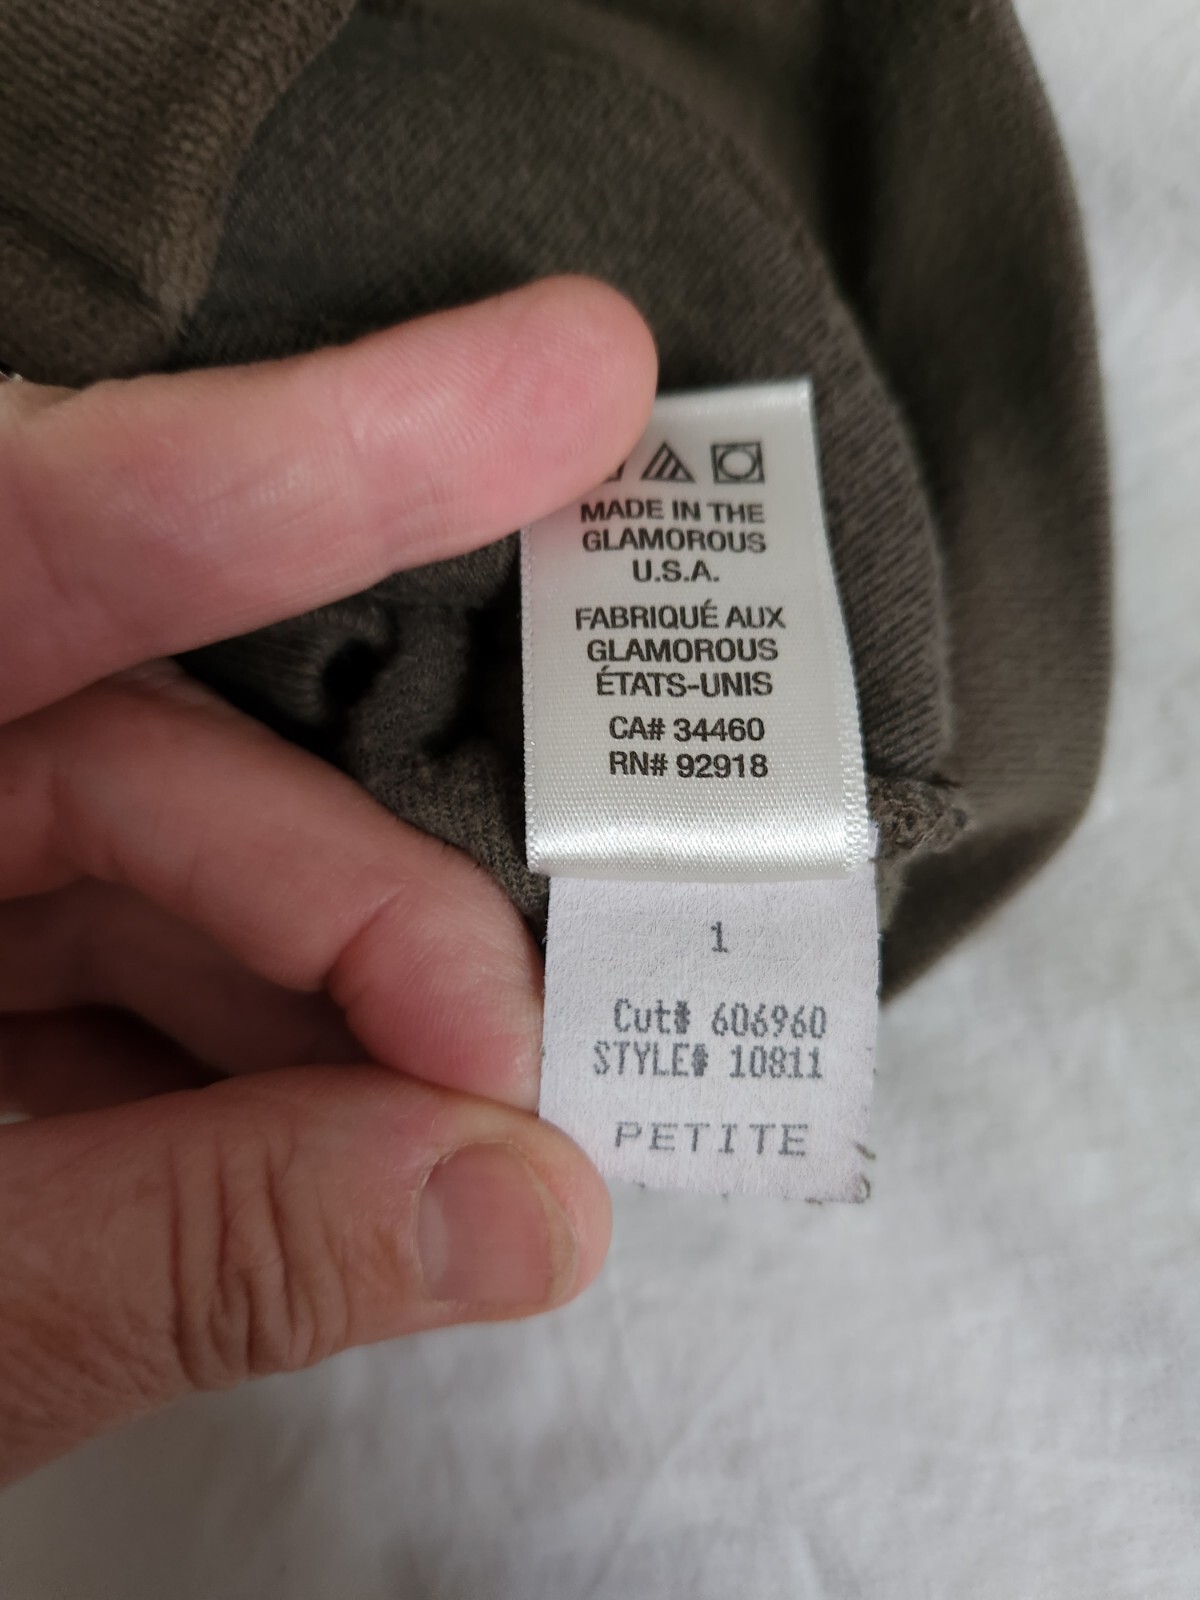 MADE IN THE
GLAMOROUS
U.S.A.
FABRIQUÉ AUX
GLAMOROUS
ÉTATS-UNIS
CA# 34460
RN# 92918
1
Cut# 606960
STYLE# 10811
PETITE